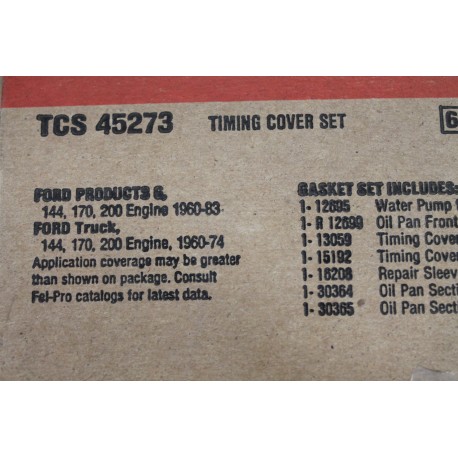 TCS 45273 TIMING COVER SET 6
FORD PRODUCTS 6,
144, 170, 200 Engine 1960-83
FORD Truck,
144, 170, 200 Engine, 1960-74
Application coverage may be greater
than shown on package. Consult
Fel-Pro catalogs for latest data.
GASKET SET INCLUDES:
1- 12695 Water Pump
1- R 12699 Oil Pan Front
1- 13059 Timing Cove
1- 15192 Timing Cove
1- 16208 Repair Sleev
1- 30364 Oil Pan Secti
1- 30365 Oil Pan Sect